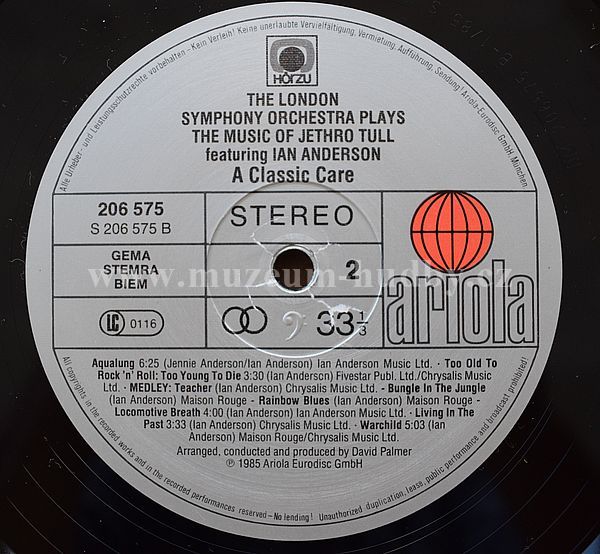 Alle Urheber- und Leistungsschutzrechte vorbehalten - Kein Verleih! Keine unerlaubte Vervielfältigung, Vermietung, Aufführung, Sendung! Ariola-Eurodisc GmbH München.
HÖRZU
THE LONDON
SYMPHONY ORCHESTRA PLAYS
THE MUSIC OF JETHRO TULL
featuring IAN ANDERSON
A Classic Care
206 575
S 206 575 B
STEREO
GEMA
STEMRA
BIEM
2
www.muzeum-hudby.cz
ariola
LC 0116
33 1/3
Aqualung 6:25 (Jennie Anderson/Ian Anderson) Ian Anderson Music Ltd. · Too Old To
Rock 'n' Roll: Too Young To Die 3:30 (Ian Anderson) Fivestar Publ. Ltd./Chrysalis Music
Ltd. · MEDLEY: Teacher (Ian Anderson) Chrysalis Music Ltd. - Bungle In The Jungle
(Ian Anderson) Maison Rouge - Rainbow Blues (Ian Anderson) Maison Rouge -
Locomotive Breath 4:00 (Ian Anderson) Ian Anderson Music Ltd. · Living In The
Past 3:33 (Ian Anderson) Chrysalis Music Ltd. · Warchild 5:03 (Ian
Anderson) Maison Rouge/Chrysalis Music Ltd.
Arranged, conducted and produced by David Palmer
℗ 1985 Ariola Eurodisc GmbH
All copyrights in the recorded works and in the recorded performances reserved – No lending! Unauthorised duplication, lease, public performance and broadcast prohibited!